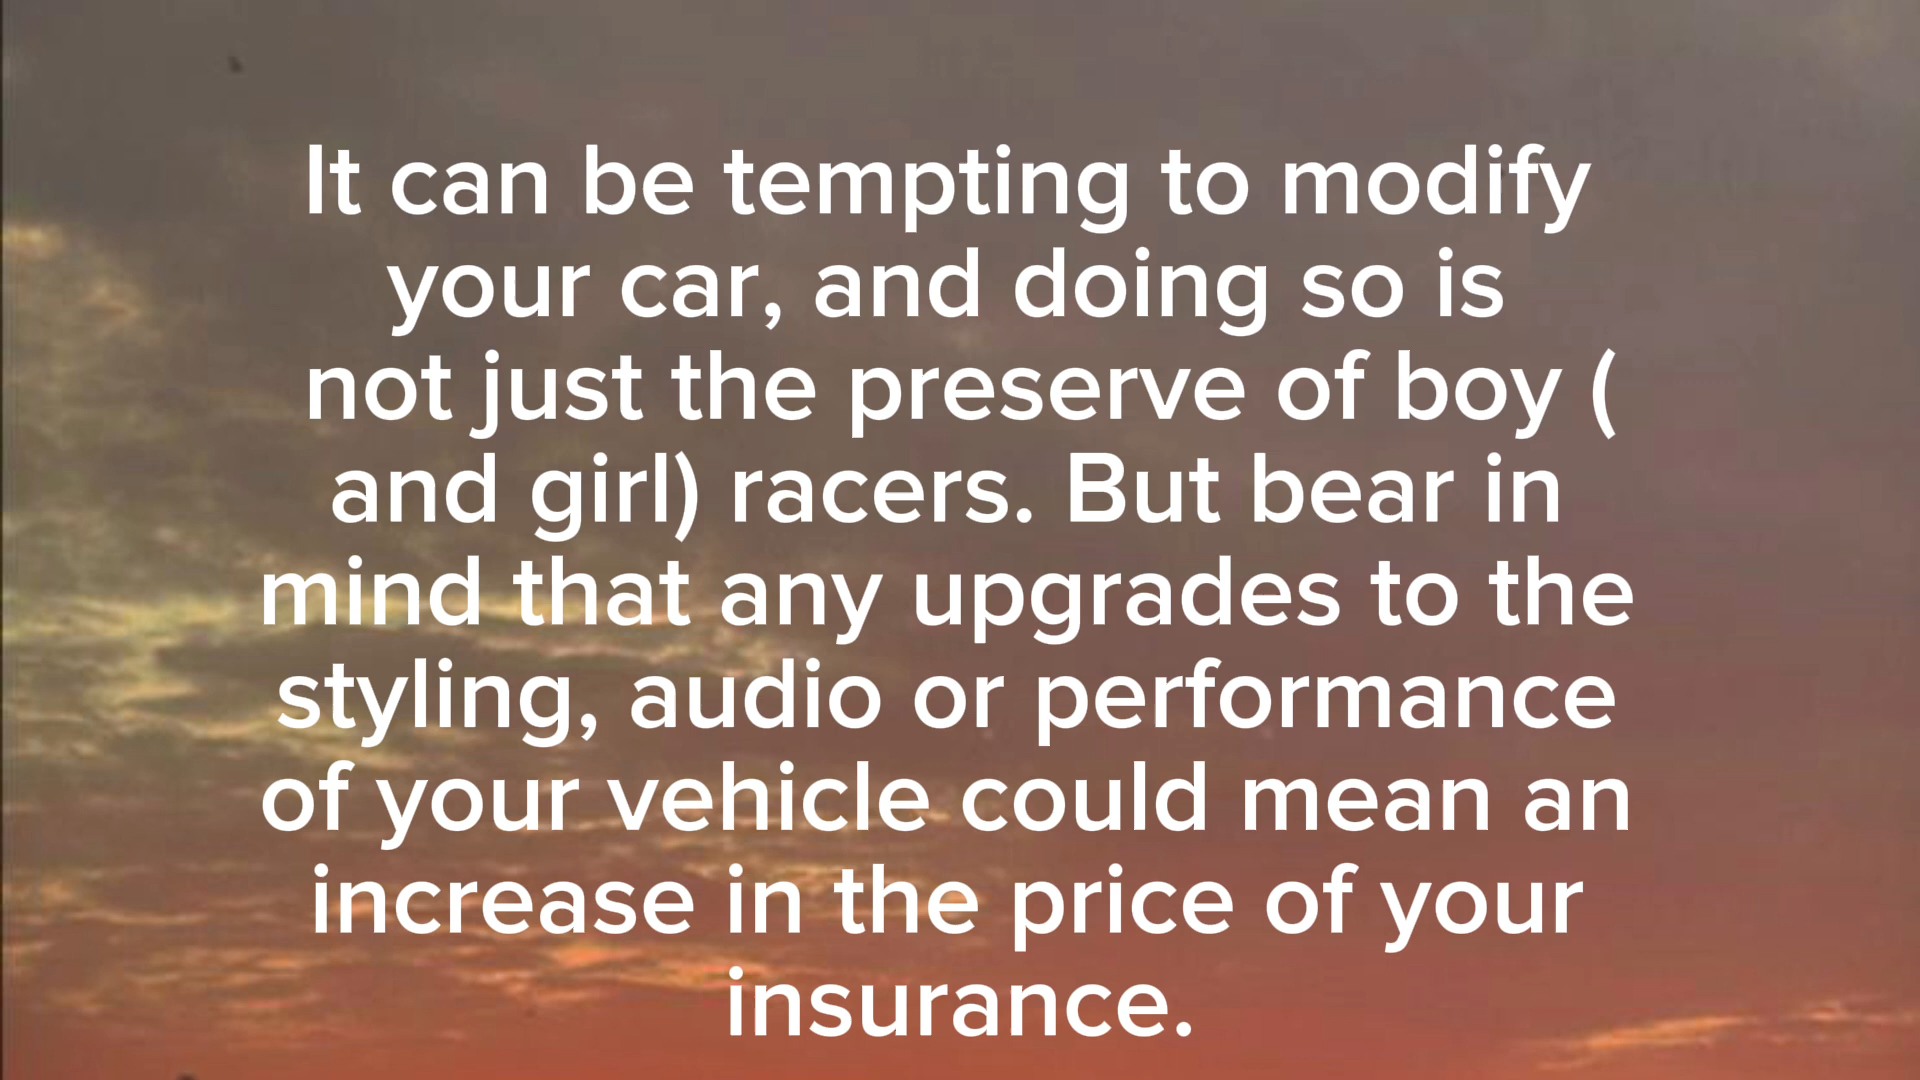 It can be tempting to modify
your car, and doing so is
not just the preserve of boy (
and girl) racers. But bear in
mind that any upgrades to the
styling, audio or performance
of your vehicle could mean an
increase in the price of your
insurance.